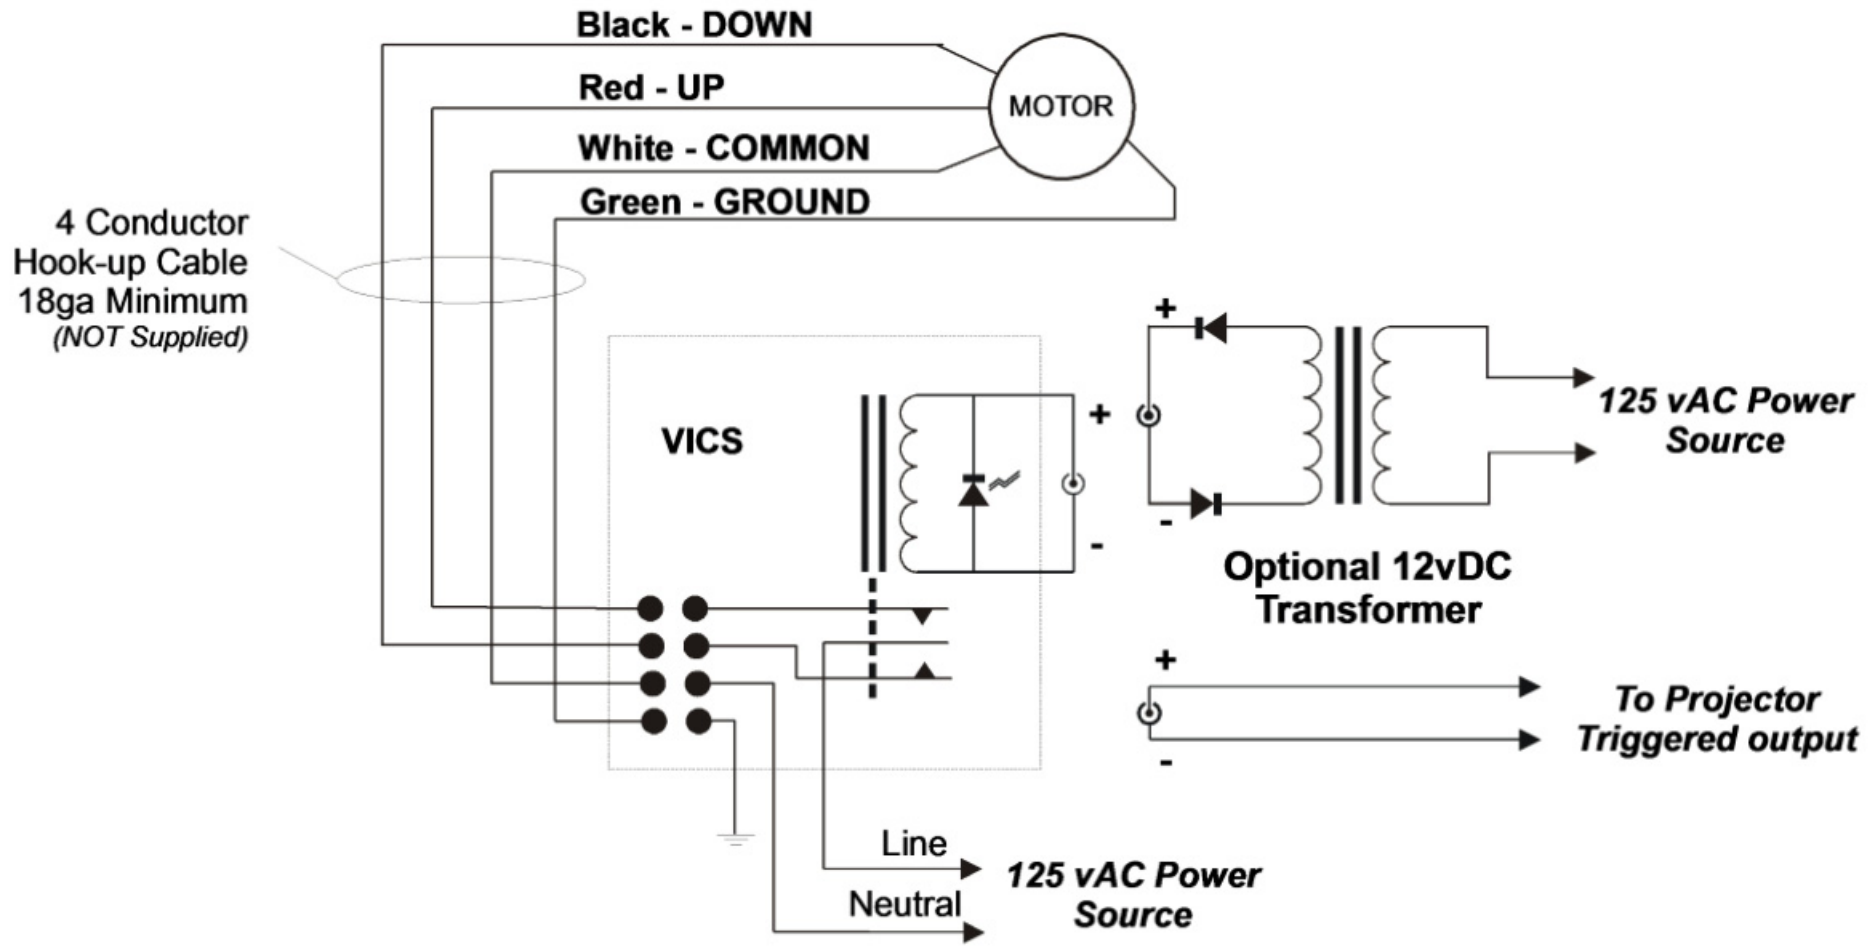 Black - DOWN
Red - UP
MOTOR
White - COMMON
Green - GROUND
4 Conductor
Hook-up Cable
18ga Minimum
(NOT Supplied)
+
125 vAC Power
Source
VICS
+
-
-
Optional 12vDC
Transformer
+
To Projector
Triggered output
-
Line
125 vAC Power
Source
Neutral